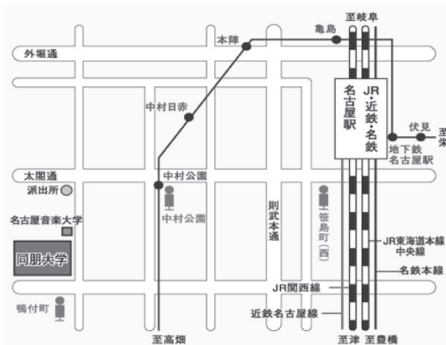 至岐阜
亀島
本陣
外堀通
JR・近鉄・名鉄
名古屋駅
中村日赤
伏見
至栄
地下鉄
名古屋駅
太閤通
中村公園
派出所
中村公園
則武本通
笹島町(西)
名古屋音楽大学
同朋大学
JR東海道本線
中央線
名鉄本線
JR関西線
鴨付町
近鉄名古屋線
至高畑
至津
至豊橋